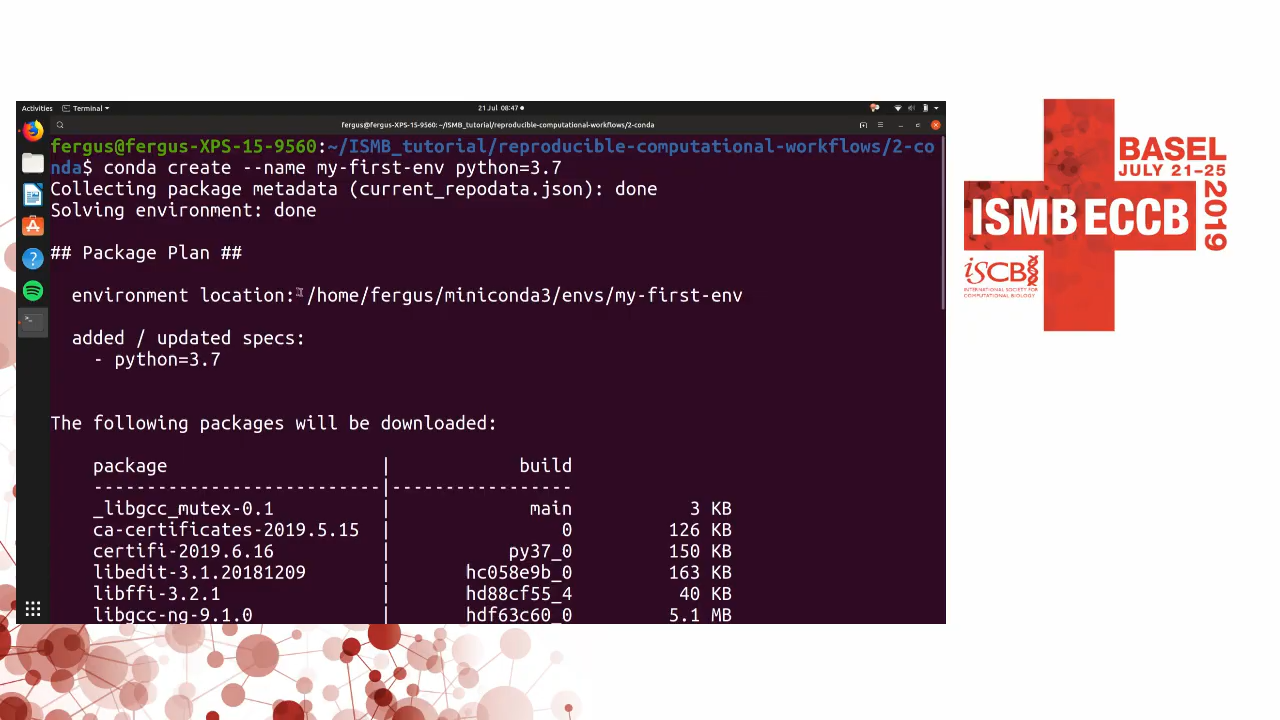 Activities Terminal 21 Jul 08:47
fergus@fergus-XPS-15-9560: ~/ISMB_tutorial/reproducible-computational-workflows/2-conda
fergus@fergus-XPS-15-9560:~/ISMB_tutorial/reproducible-computational-workflows/2-co
nda$ conda create --name my-first-env python=3.7
Collecting package metadata (current_repodata.json): done
Solving environment: done
## Package Plan ##
environment location: /home/fergus/miniconda3/envs/my-first-env
added / updated specs:
- python=3.7
The following packages will be downloaded:
package | build
---------------------------|-----------------
_libgcc_mutex-0.1 | main 3 KB
ca-certificates-2019.5.15 | 0 126 KB
certifi-2019.6.16 | py37_0 150 KB
libedit-3.1.20181209 | hc058e9b_0 163 KB
libffi-3.2.1 | hd88cf55_4 40 KB
libgcc-ng-9.1.0 | hdf63c60_0 5.1 MB
BASEL
JULY 21–25
2019
ISMB ECCB
iSCB
INTERNATIONAL SOCIETY FOR
COMPUTATIONAL BIOLOGY